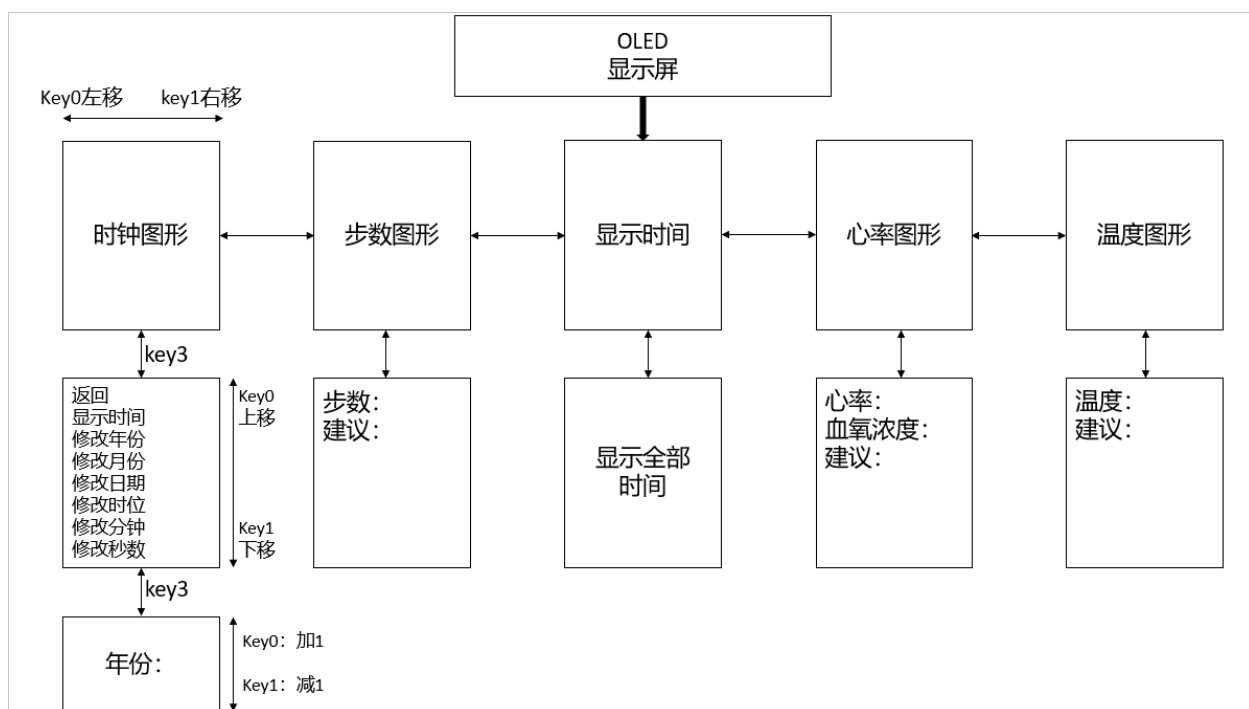 OLED
显示屏
Key0左移
key1右移
时钟图形
步数图形
显示时间
心率图形
温度图形
key3
返回
显示时间
修改年份
修改月份
修改日期
修改时位
修改分钟
修改秒数
Key0
上移
Key1
下移
步数：
建议：
显示全部
时间
心率：
血氧浓度：
建议：
温度：
建议：
key3
年份：
Key0：加1
Key1：减1